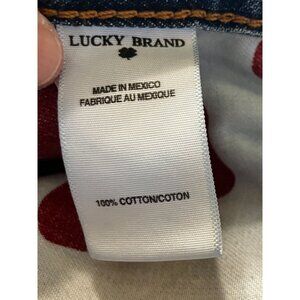 LUCKY BRAND
MADE IN MEXICO
FABRIQUE AU MEXIQUE
100% COTTON/COTON